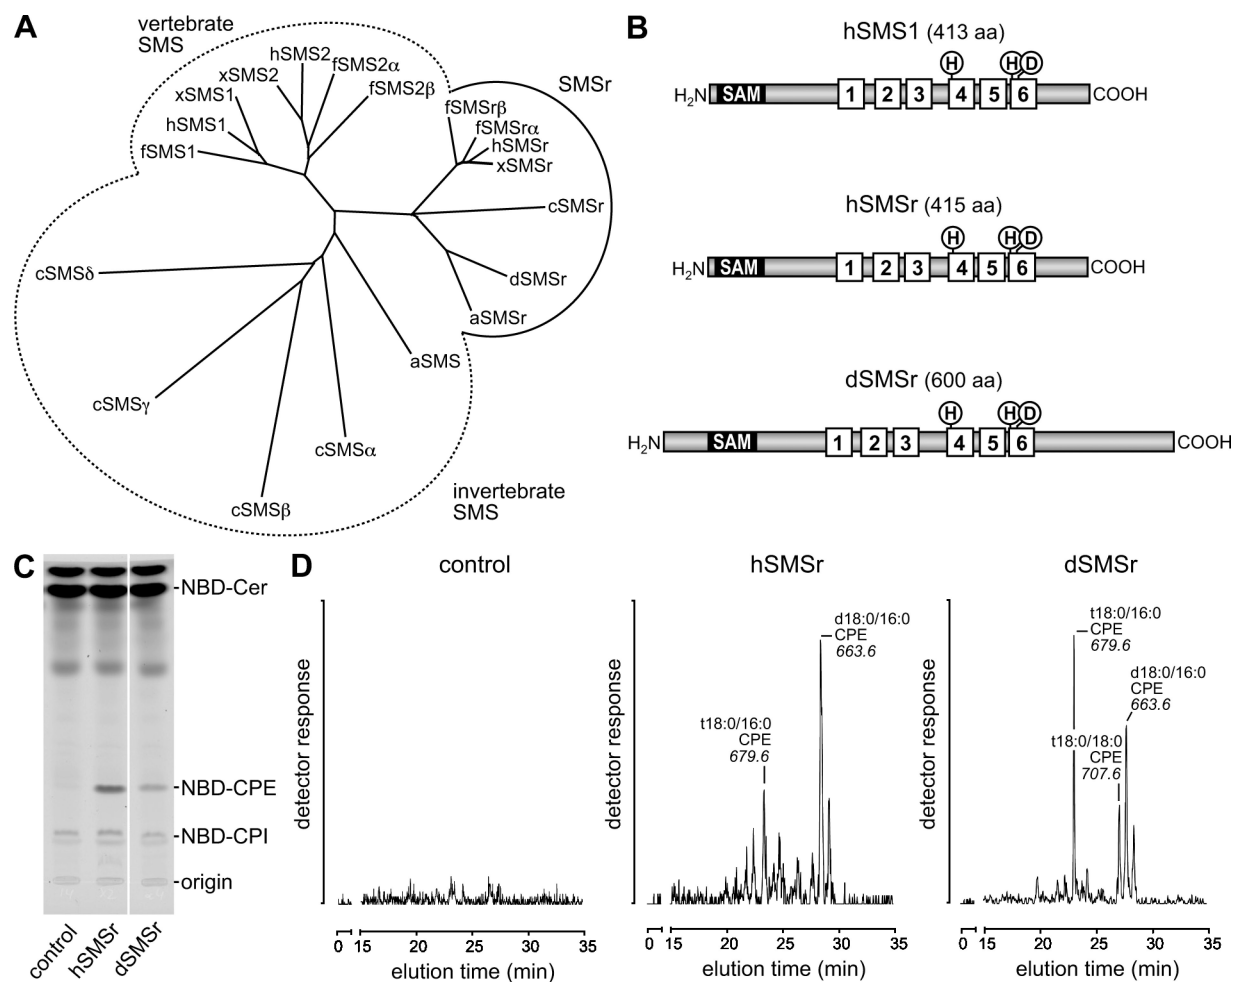 A
vertebrate
SMS
hSMS2
fSMS2α
xSMS2
fSMS2β
xSMS1
hSMS1
fSMS1
SMSr
fSMSrβ
fSMSrα
hSMSr
xSMSr
cSMSr
dSMSr
aSMSr
cSMSδ
aSMS
cSMSγ
cSMSα
cSMSβ
invertebrate
SMS
B
hSMS1 (413 aa)
H H D
H₂N SAM 1 2 3 4 5 6 COOH
hSMSr (415 aa)
H H D
H₂N SAM 1 2 3 4 5 6 COOH
dSMSr (600 aa)
H H D
H₂N SAM 1 2 3 4 5 6 COOH
C
NBD-Cer
NBD-CPE
NBD-CPI
origin
control
hSMSr
dSMSr
D
control
detector response
0 15 20 25 30 35
elution time (min)
hSMSr
detector response
d18:0/16:0
CPE
663.6
t18:0/16:0
CPE
679.6
0 15 20 25 30 35
elution time (min)
dSMSr
detector response
t18:0/16:0
CPE
679.6
d18:0/16:0
CPE
663.6
t18:0/18:0
CPE
707.6
0 15 20 25 30 35
elution time (min)